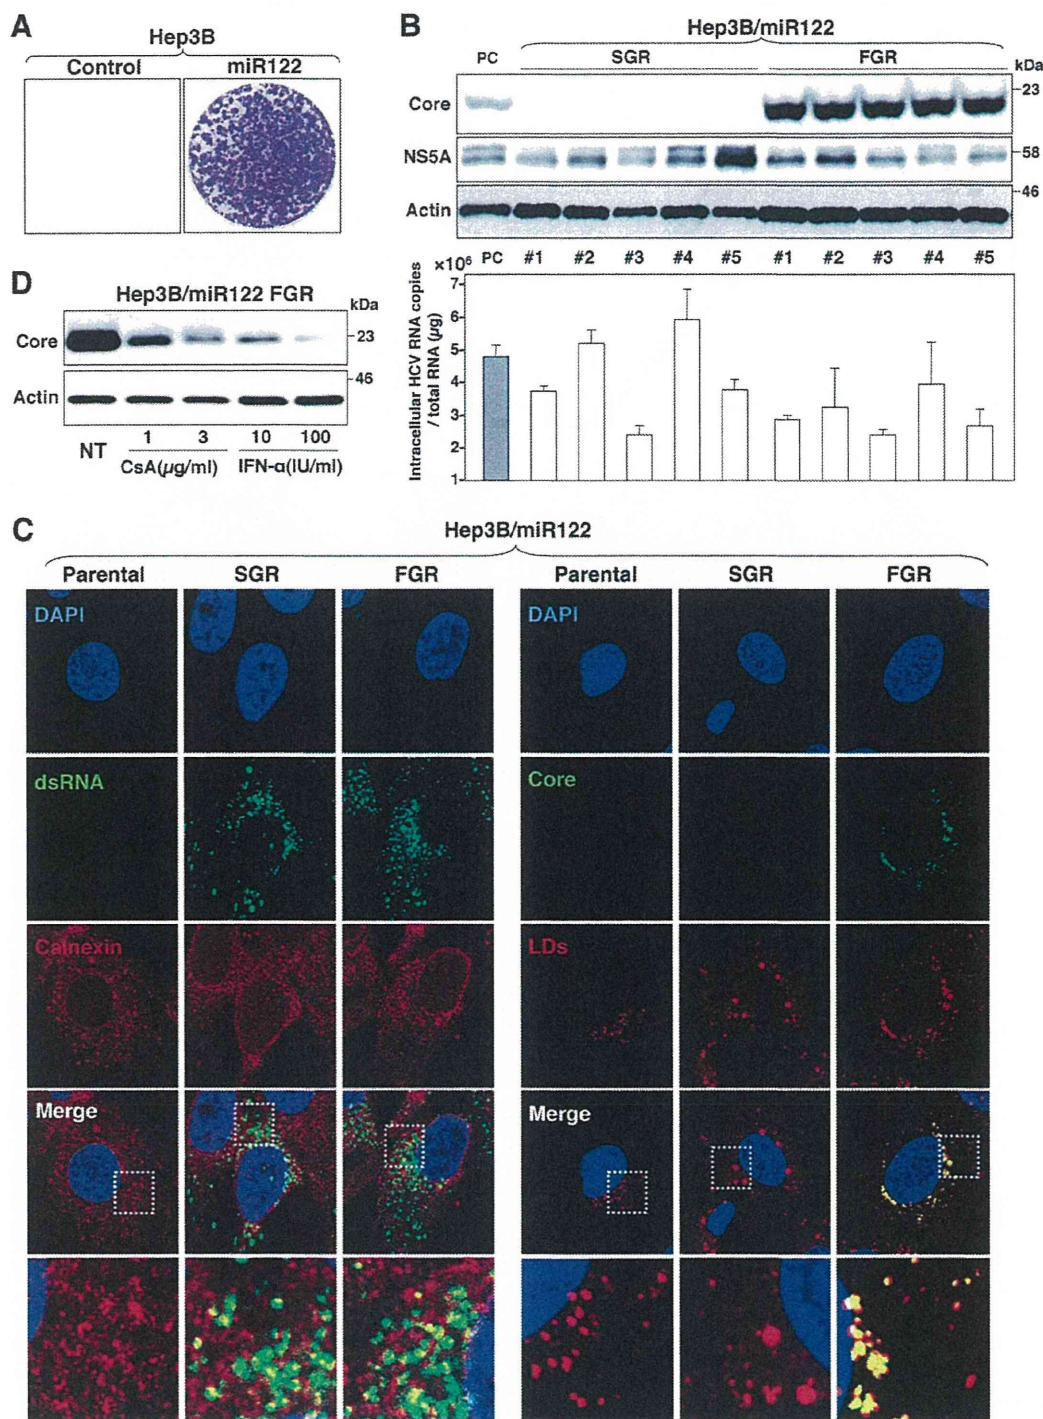 A
Hep3B
Control miR122
B
Hep3B/miR122
PC SGR FGR kDa
Core 23
NS5A 58
Actin 46
PC #1 #2 #3 #4 #5 #1 #2 #3 #4 #5
×10⁶
Intracellular HCV RNA copies
/ total RNA (µg)
7
6
5
4
3
2
1
D
Hep3B/miR122 FGR
kDa
Core 23
Actin 46
NT 1 3 10 100
CsA(µg/ml) IFN-α(IU/ml)
C
Hep3B/miR122
Parental SGR FGR Parental SGR FGR
DAPI DAPI
dsRNA Core
Calnexin LDs
Merge Merge